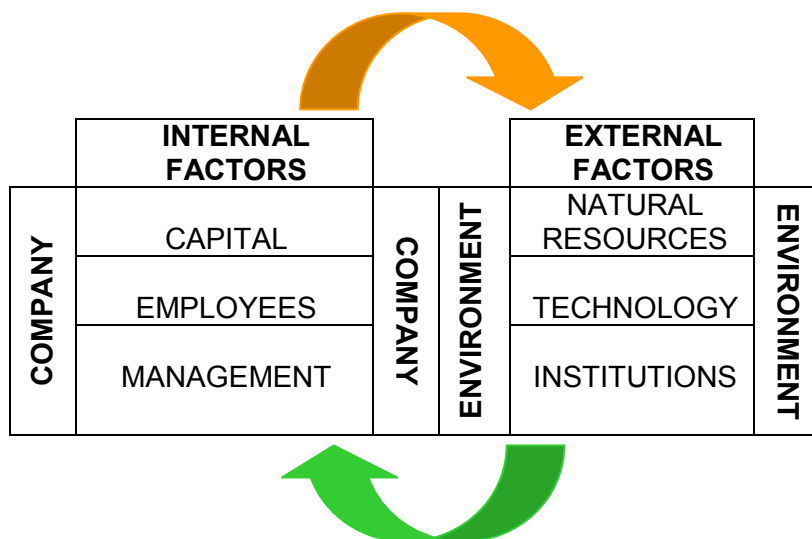 INTERNAL
FACTORS
EXTERNAL
FACTORS
COMPANY
CAPITAL
EMPLOYEES
MANAGEMENT
COMPANY
ENVIRONMENT
NATURAL
RESOURCES
TECHNOLOGY
INSTITUTIONS
ENVIRONMENT